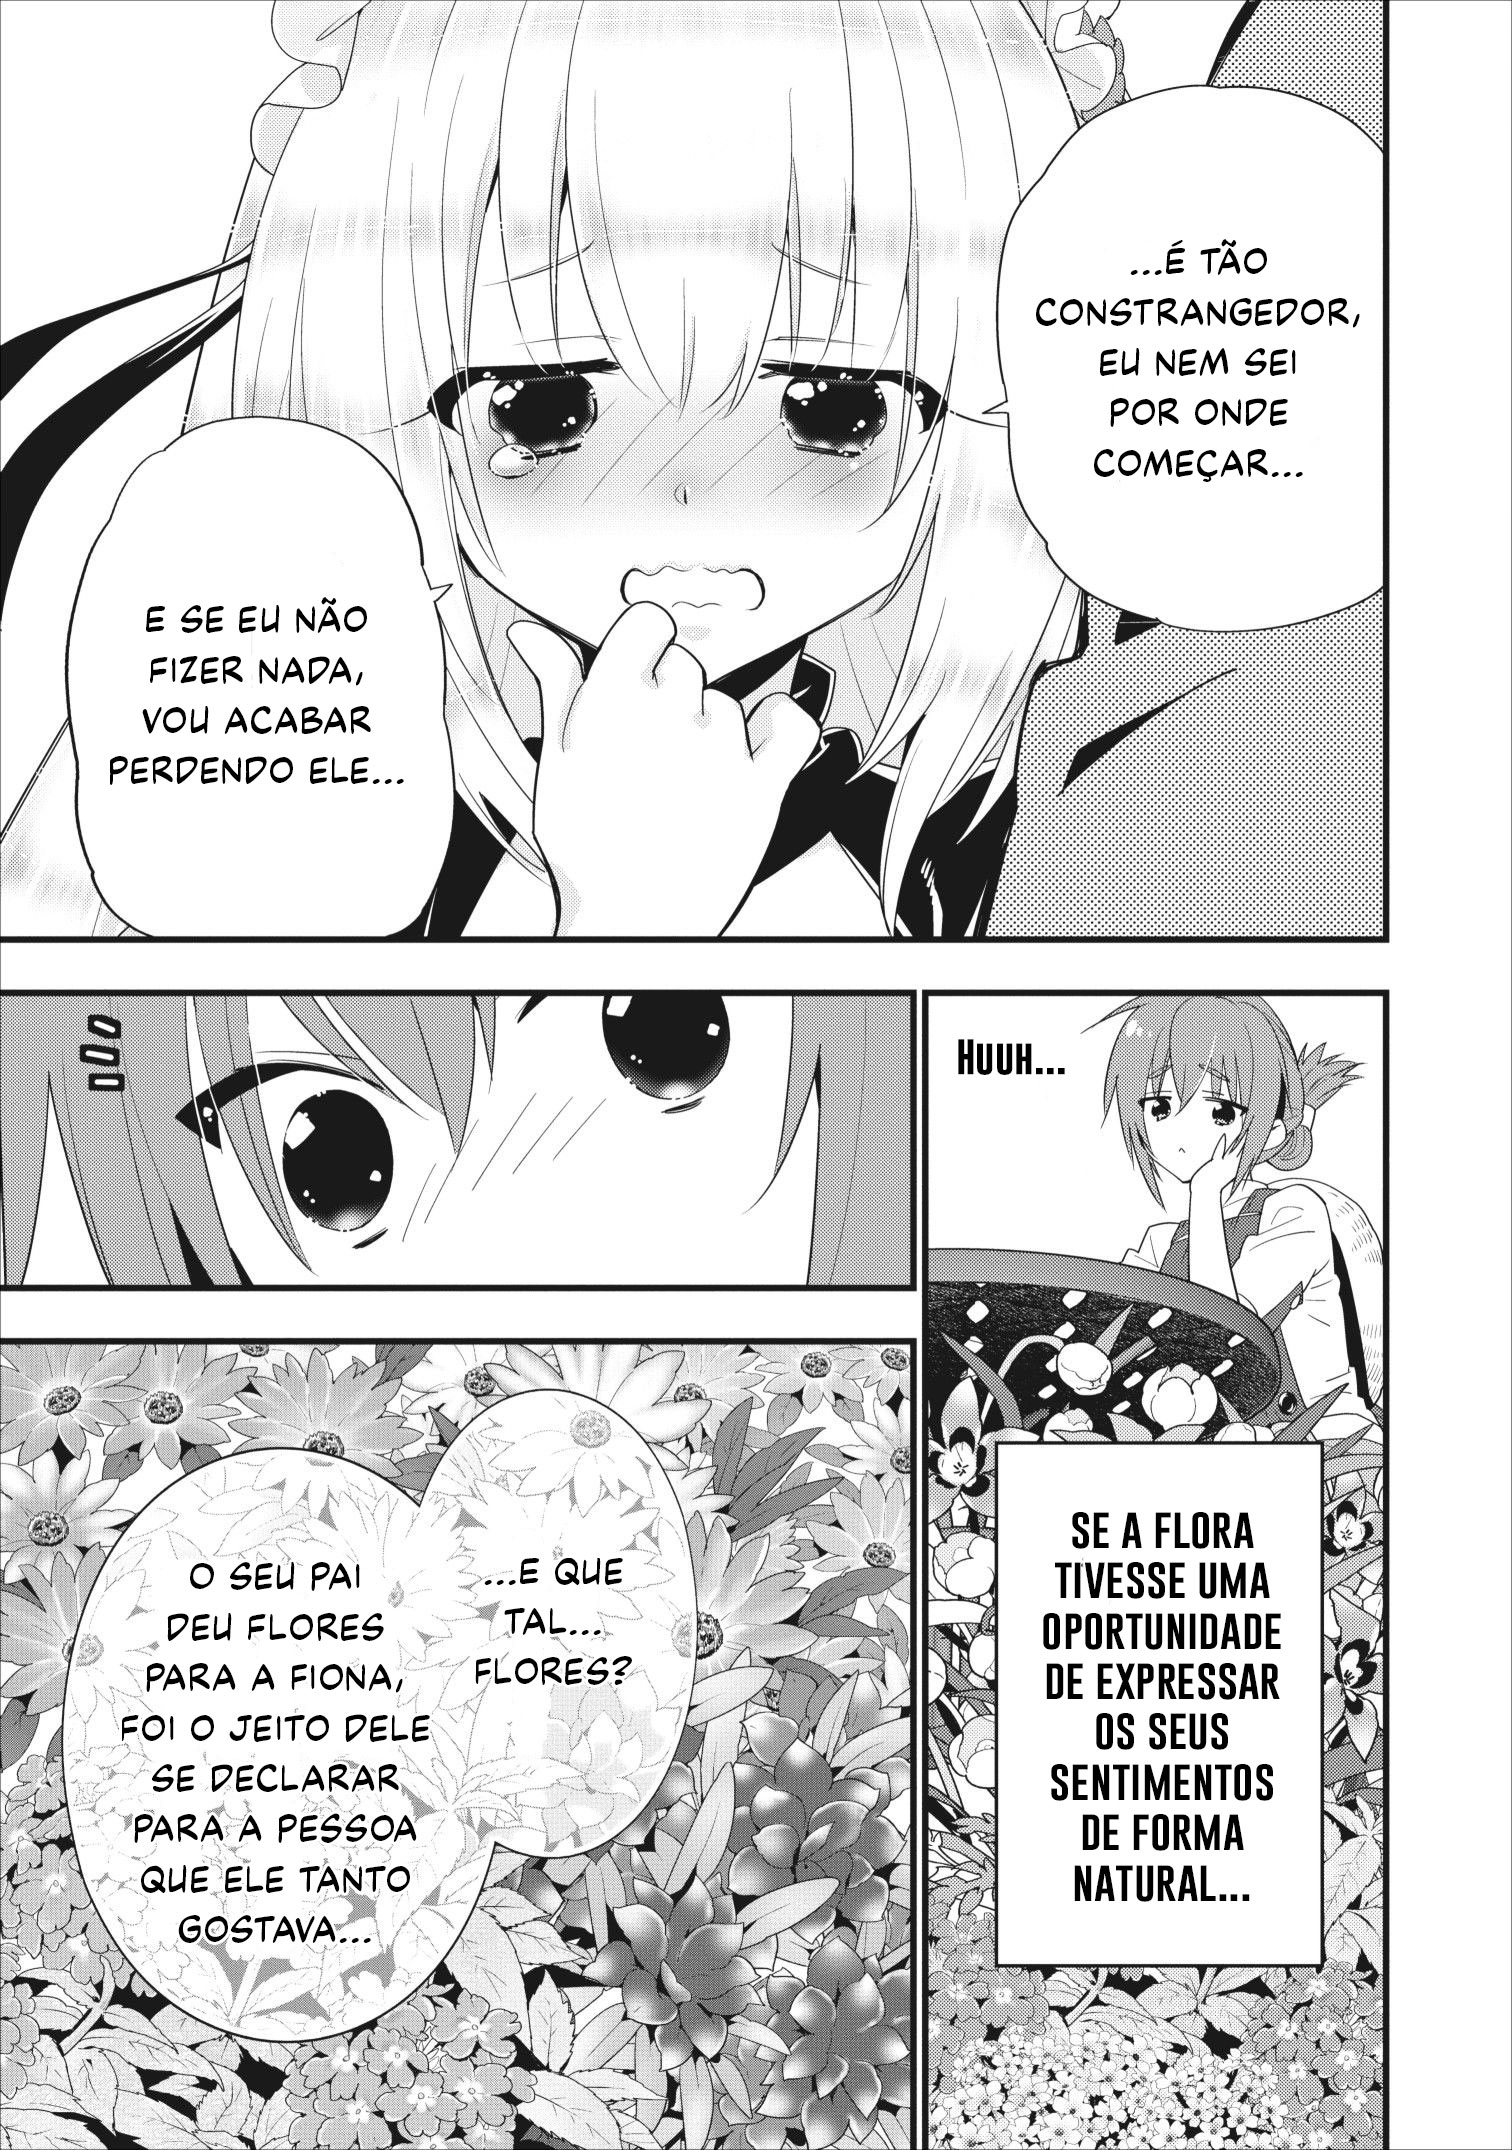 ...É TÃO
CONSTRANGEDOR,
EU NEM SEI
POR ONDE
COMEÇAR...
E SE EU NÃO
FIZER NADA,
VOU ACABAR
PERDENDO ELE...
HUUH...
SE A FLORA
TIVESSE UMA
OPORTUNIDADE
DE EXPRESSAR
OS SEUS
SENTIMENTOS
DE FORMA
NATURAL...
...E QUE
TAL...
FLORES?
O SEU PAI
DEU FLORES
PARA A FIONA,
FOI O JEITO DELE
SE DECLARAR
PARA A PESSOA
QUE ELE TANTO
GOSTAVA...